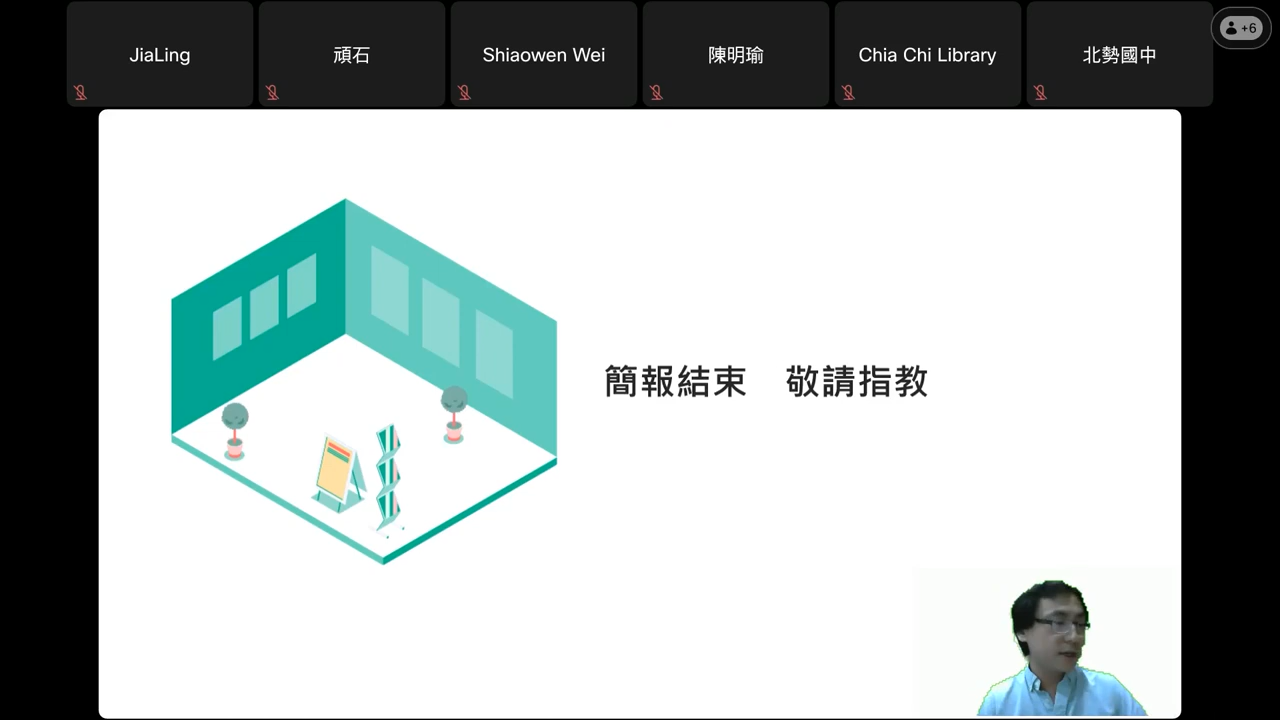 JiaLing
頑石
Shiaowen Wei
陳明瑜
Chia Chi Library
北勢國中
+6
簡報結束　敬請指教